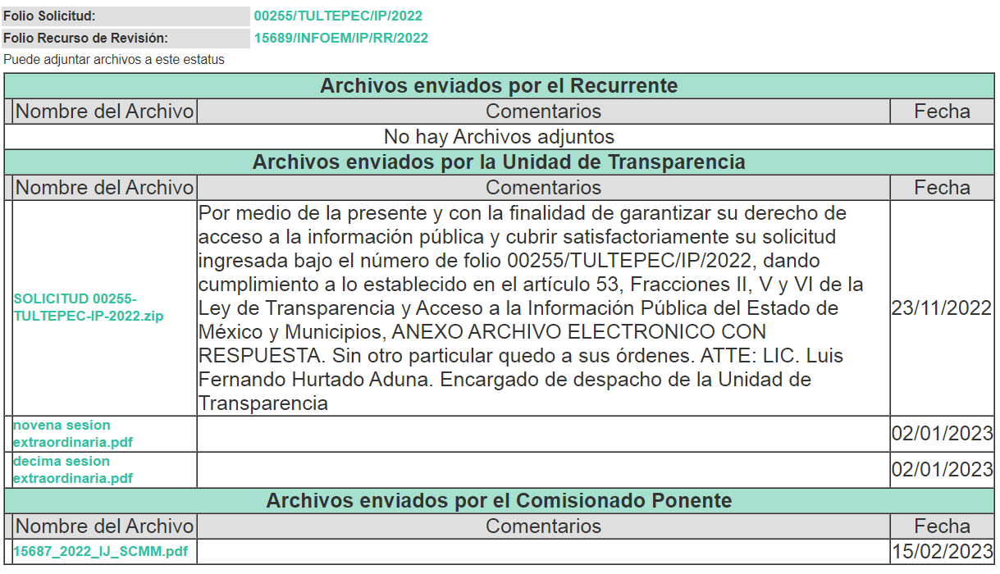 Folio Solicitud: 00255/TULTEPEC/IP/2022
Folio Recurso de Revisión: 15689/INFOEM/IP/RR/2022
Puede adjuntar archivos a este estatus
Archivos enviados por el Recurrente
Nombre del Archivo Comentarios Fecha
No hay Archivos adjuntos
Archivos enviados por la Unidad de Transparencia
Nombre del Archivo Comentarios Fecha
SOLICITUD 00255-
TULTEPEC-IP-2022.zip
Por medio de la presente y con la finalidad de garantizar su derecho de
acceso a la información pública y cubrir satisfactoriamente su solicitud
ingresada bajo el número de folio 00255/TULTEPEC/IP/2022, dando
cumplimiento a lo establecido en el artículo 53, Fracciones II, V y VI de la
Ley de Transparencia y Acceso a la Información Pública del Estado de
México y Municipios, ANEXO ARCHIVO ELECTRONICO CON
RESPUESTA. Sin otro particular quedo a sus órdenes. ATTE: LIC. Luis
Fernando Hurtado Aduna. Encargado de despacho de la Unidad de
Transparencia
23/11/2022
novena sesion
extraordinaria.pdf
02/01/2023
decima sesion
extraordinaria.pdf
02/01/2023
Archivos enviados por el Comisionado Ponente
Nombre del Archivo Comentarios Fecha
15687_2022_IJ_SCMM.pdf 15/02/2023